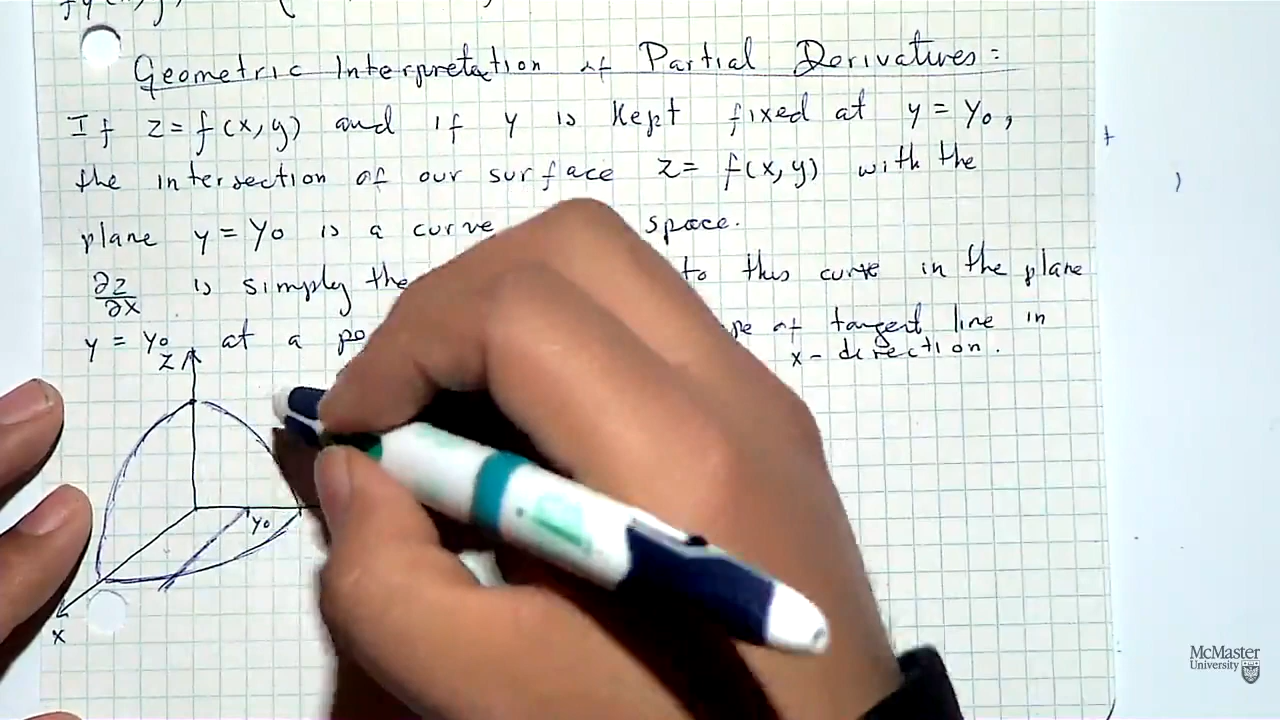 Geometric Interpretation of Partial Derivatives:
If z = f(x,y) and if y is kept fixed at y = y₀,
the intersection of our surface z = f(x,y) with the
plane y = y₀ is a curve space.
∂z/∂x is simply the to this curve in the plane
y = y₀ at a of tangent line in
x-direction.
z
y₀
x
McMaster
University